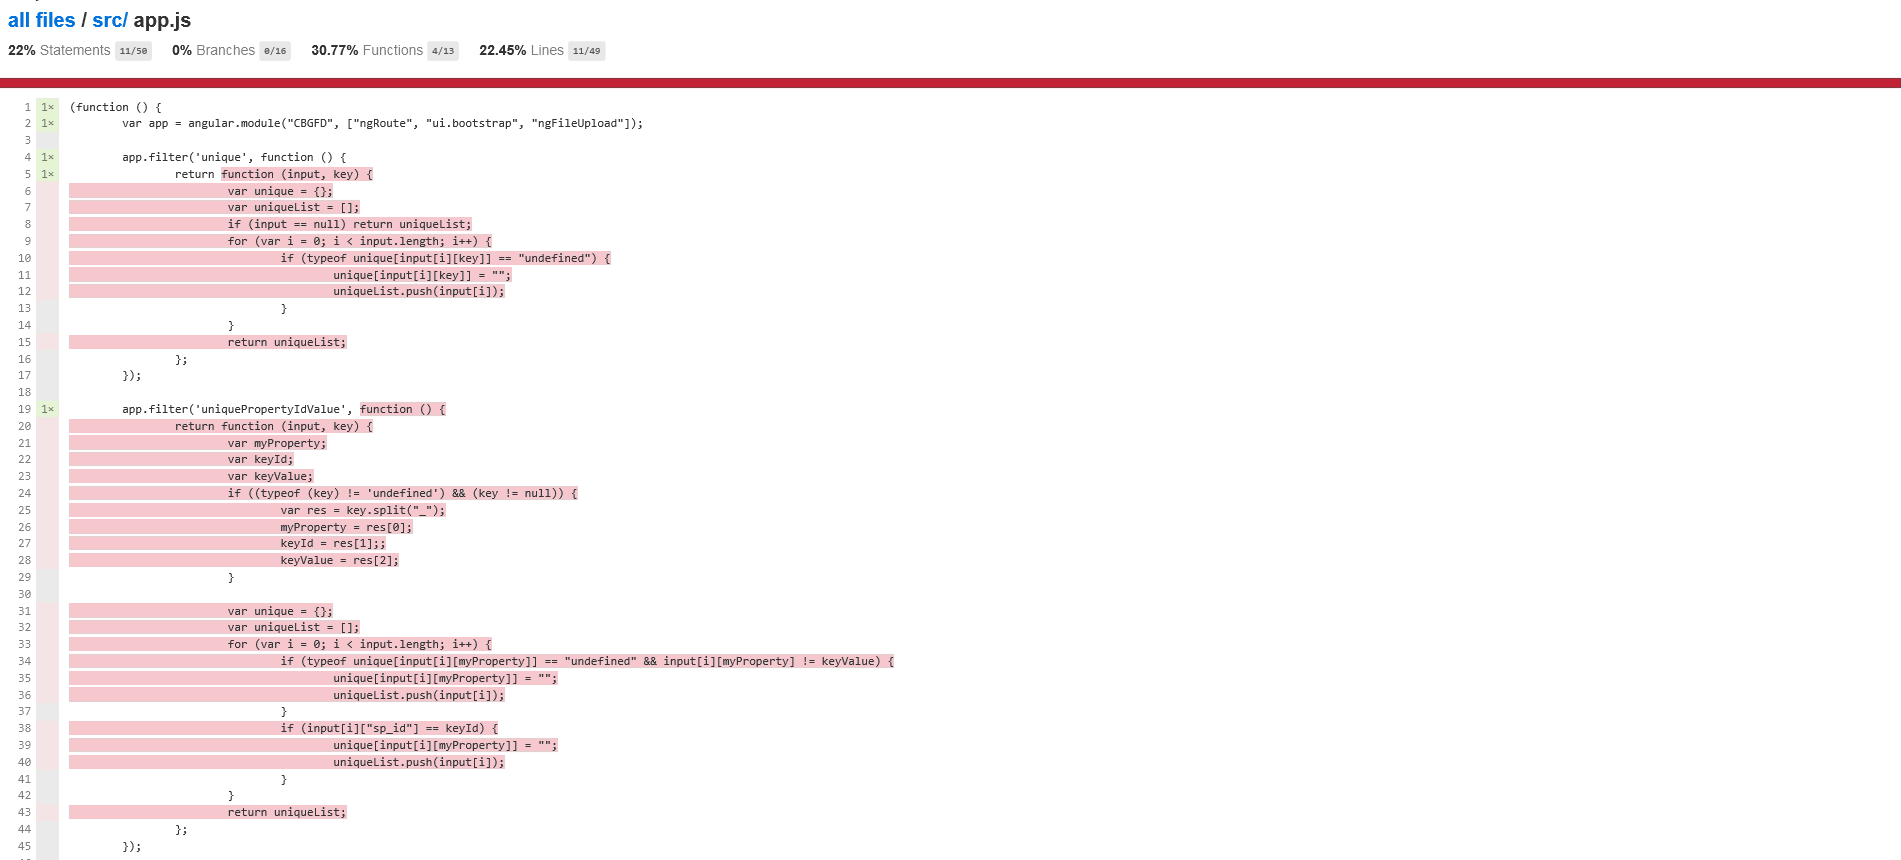 all files / src/ app.js
22% Statements 11/50 0% Branches 0/16 30.77% Functions 4/13 22.45% Lines 11/49
1 1× (function () {
2 1× var app = angular.module("CBGFD", ["ngRoute", "ui.bootstrap", "ngFileUpload"]);
3
4 1× app.filter('unique', function () {
5 1× return function (input, key) {
6 var unique = {};
7 var uniqueList = [];
8 if (input == null) return uniqueList;
9 for (var i = 0; i < input.length; i++) {
10 if (typeof unique[input[i][key]] == "undefined") {
11 unique[input[i][key]] = "";
12 uniqueList.push(input[i]);
13 }
14 }
15 return uniqueList;
16 };
17 });
18
19 1× app.filter('uniquePropertyIdValue', function () {
20 return function (input, key) {
21 var myProperty;
22 var keyId;
23 var keyValue;
24 if ((typeof (key) != 'undefined') && (key != null)) {
25 var res = key.split("_");
26 myProperty = res[0];
27 keyId = res[1];;
28 keyValue = res[2];
29 }
30
31 var unique = {};
32 var uniqueList = [];
33 for (var i = 0; i < input.length; i++) {
34 if (typeof unique[input[i][myProperty]] == "undefined" && input[i][myProperty] != keyValue) {
35 unique[input[i][myProperty]] = "";
36 uniqueList.push(input[i]);
37 }
38 if (input[i]["sp_id"] == keyId) {
39 unique[input[i][myProperty]] = "";
40 uniqueList.push(input[i]);
41 }
42 }
43 return uniqueList;
44 };
45 });